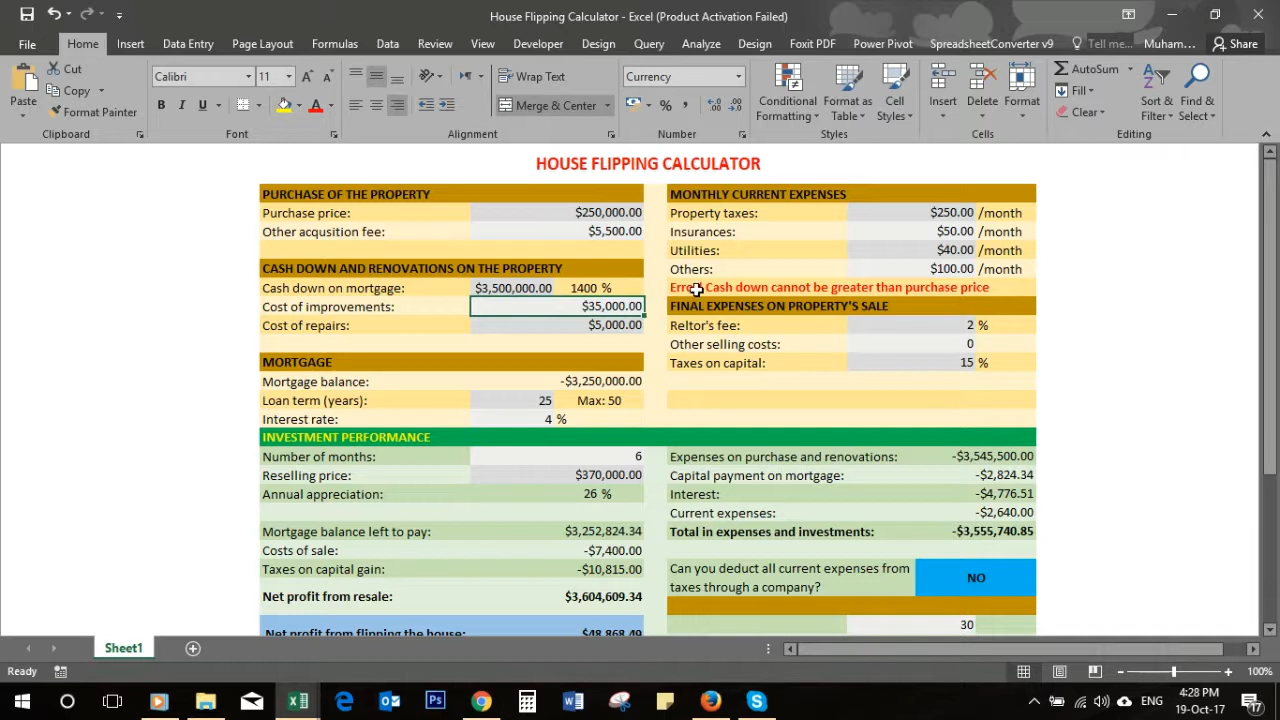 House Flipping Calculator - Excel (Product Activation Failed)
File Home Insert Data Entry Page Layout Formulas Data Review View Developer Design Query Analyze Design Foxit PDF Power Pivot SpreadsheetConverter v9 Tell me... Muham... Share
Paste
Cut
Copy
Format Painter
Clipboard
Calibri 11
B I U A
Font
Wrap Text
Merge & Center
Alignment
Currency
% ,
Number
Conditional Formatting
Format as Table
Cell Styles
Styles
Insert Delete Format
Cells
AutoSum
Fill
Clear
Sort & Filter
Find & Select
Editing
HOUSE FLIPPING CALCULATOR
PURCHASE OF THE PROPERTY
Purchase price: $250,000.00
Other acqusition fee: $5,500.00
CASH DOWN AND RENOVATIONS ON THE PROPERTY
Cash down on mortgage: $3,500,000.00 1400 %
Cost of improvements: $35,000.00
Cost of repairs: $5,000.00
MORTGAGE
Mortgage balance: -$3,250,000.00
Loan term (years): 25 Max: 50
Interest rate: 4 %
MONTHLY CURRENT EXPENSES
Property taxes: $250.00 /month
Insurances: $50.00 /month
Utilities: $40.00 /month
Others: $100.00 /month
Cash down cannot be greater than purchase price
FINAL EXPENSES ON PROPERTY'S SALE
Reltor's fee: 2 %
Other selling costs: 0
Taxes on capital: 15 %
INVESTMENT PERFORMANCE
Number of months: 6
Reselling price: $370,000.00
Annual appreciation: 26 %
Mortgage balance left to pay: $3,252,824.34
Costs of sale: -$7,400.00
Taxes on capital gain: -$10,815.00
Net profit from resale: $3,604,609.34
Net profit from flipping the house: $48,868.49
Expenses on purchase and renovations: -$3,545,500.00
Capital payment on mortgage: -$2,824.34
Interest: -$4,776.51
Current expenses: -$2,640.00
Total in expenses and investments: -$3,555,740.85
Can you deduct all current expenses from
taxes through a company?
NO
30
Sheet1
Ready
100%
ENG
4:28 PM
19-Oct-17
17